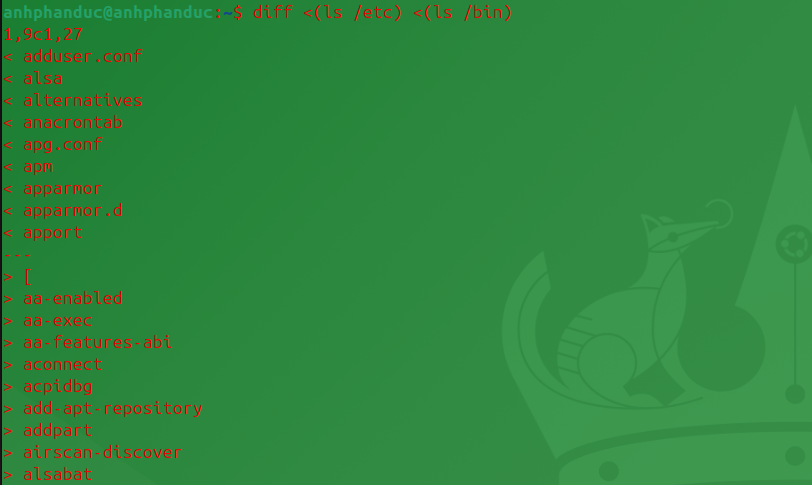 anhphanduc@anhphanduc:~$ diff <(ls /etc) <(ls /bin)
1,9c1,27
< adduser.conf
< alsa
< alternatives
< anacrontab
< apg.conf
< apm
< apparmor
< apparmor.d
< apport
---
> [
> aa-enabled
> aa-exec
> aa-features-abi
> aconnect
> acpidbg
> add-apt-repository
> addpart
> airscan-discover
> alsabat